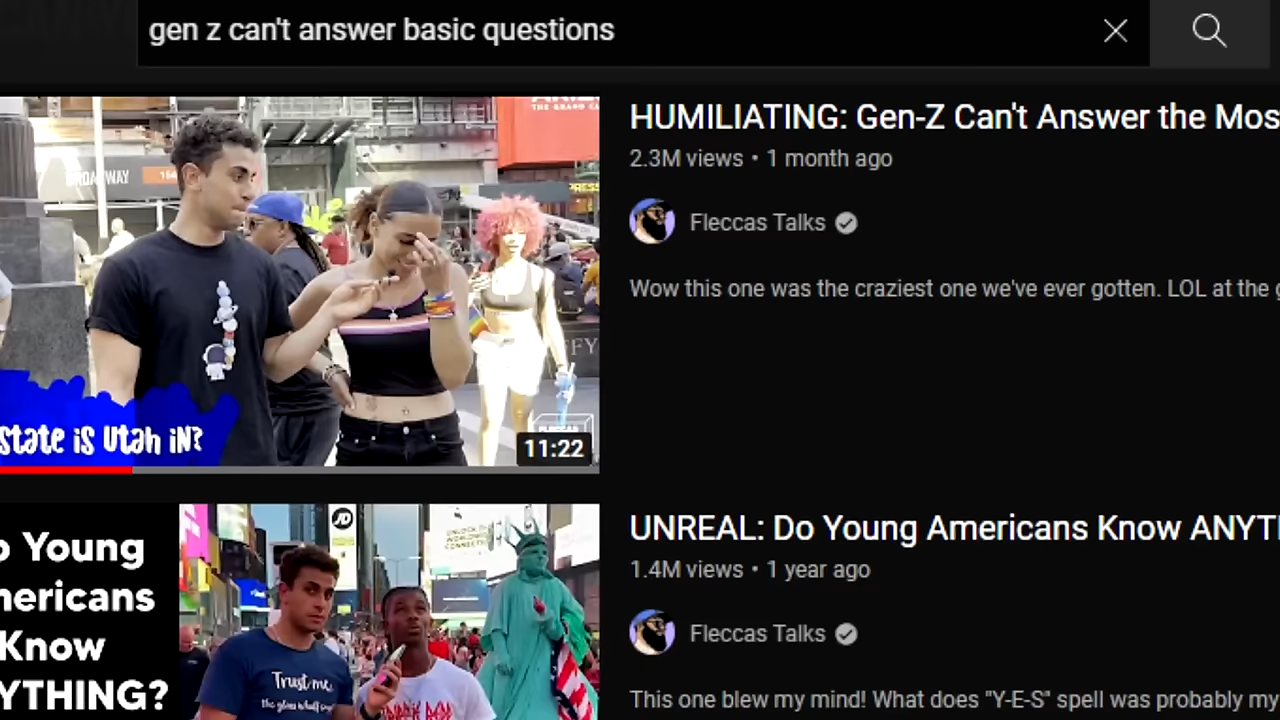 gen z can't answer basic questions
HUMILIATING: Gen-Z Can't Answer the Mos
2.3M views • 1 month ago
Fleccas Talks
Wow this one was the craziest one we've ever gotten. LOL at the g
BROADWAY
state is Utah iN?
11:22
UNREAL: Do Young Americans Know ANYT
1.4M views • 1 year ago
Fleccas Talks
This one blew my mind! What does "Y-E-S" spell was probably my
o Young
mericans
Know
YTHING?
JD
Trust me,